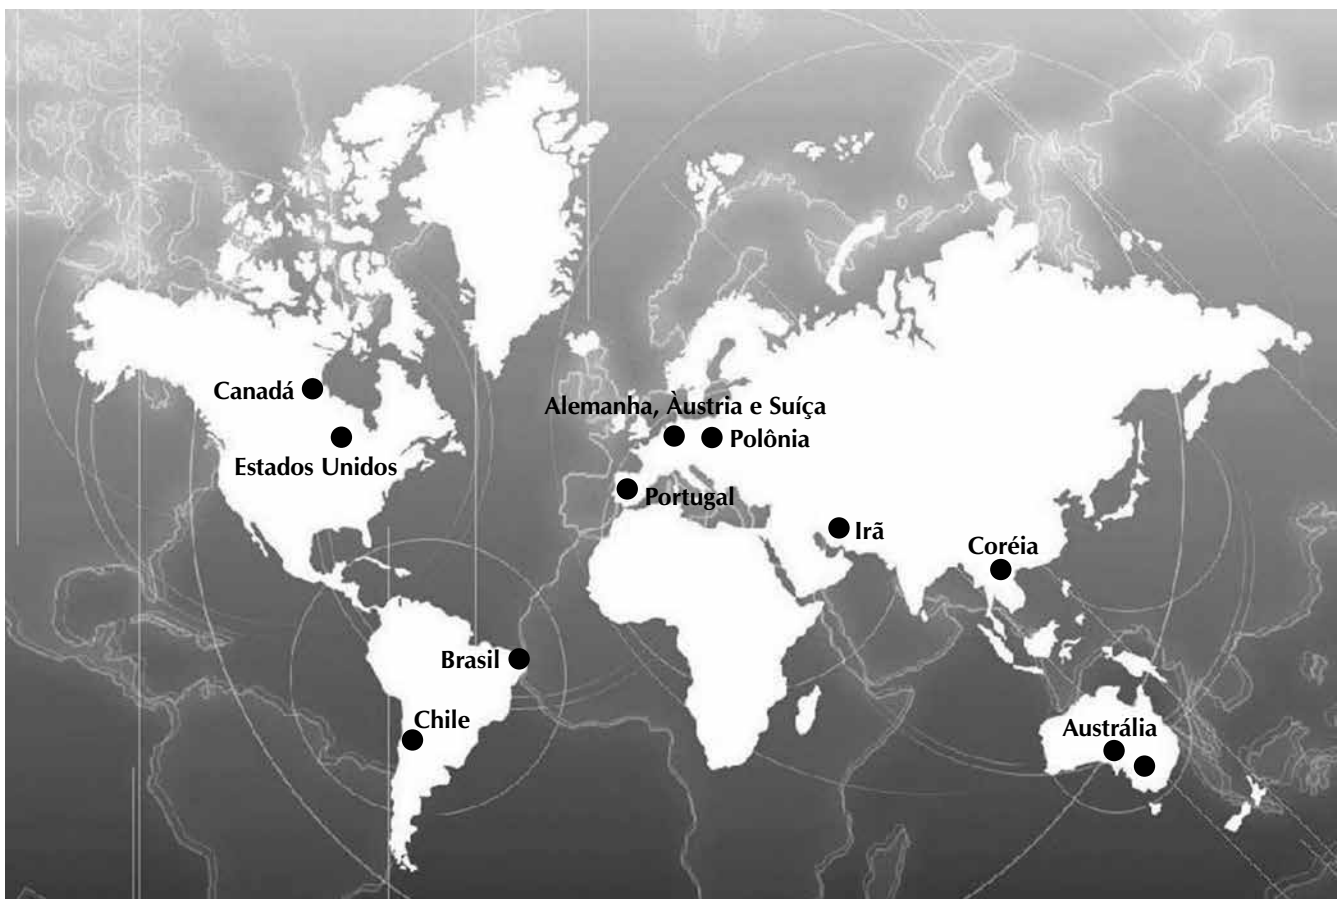 Canadá
Alemanha, Àustria e Suíça
Polônia
Estados Unidos
Portugal
Irã
Coréia
Brasil
Chile
Austrália